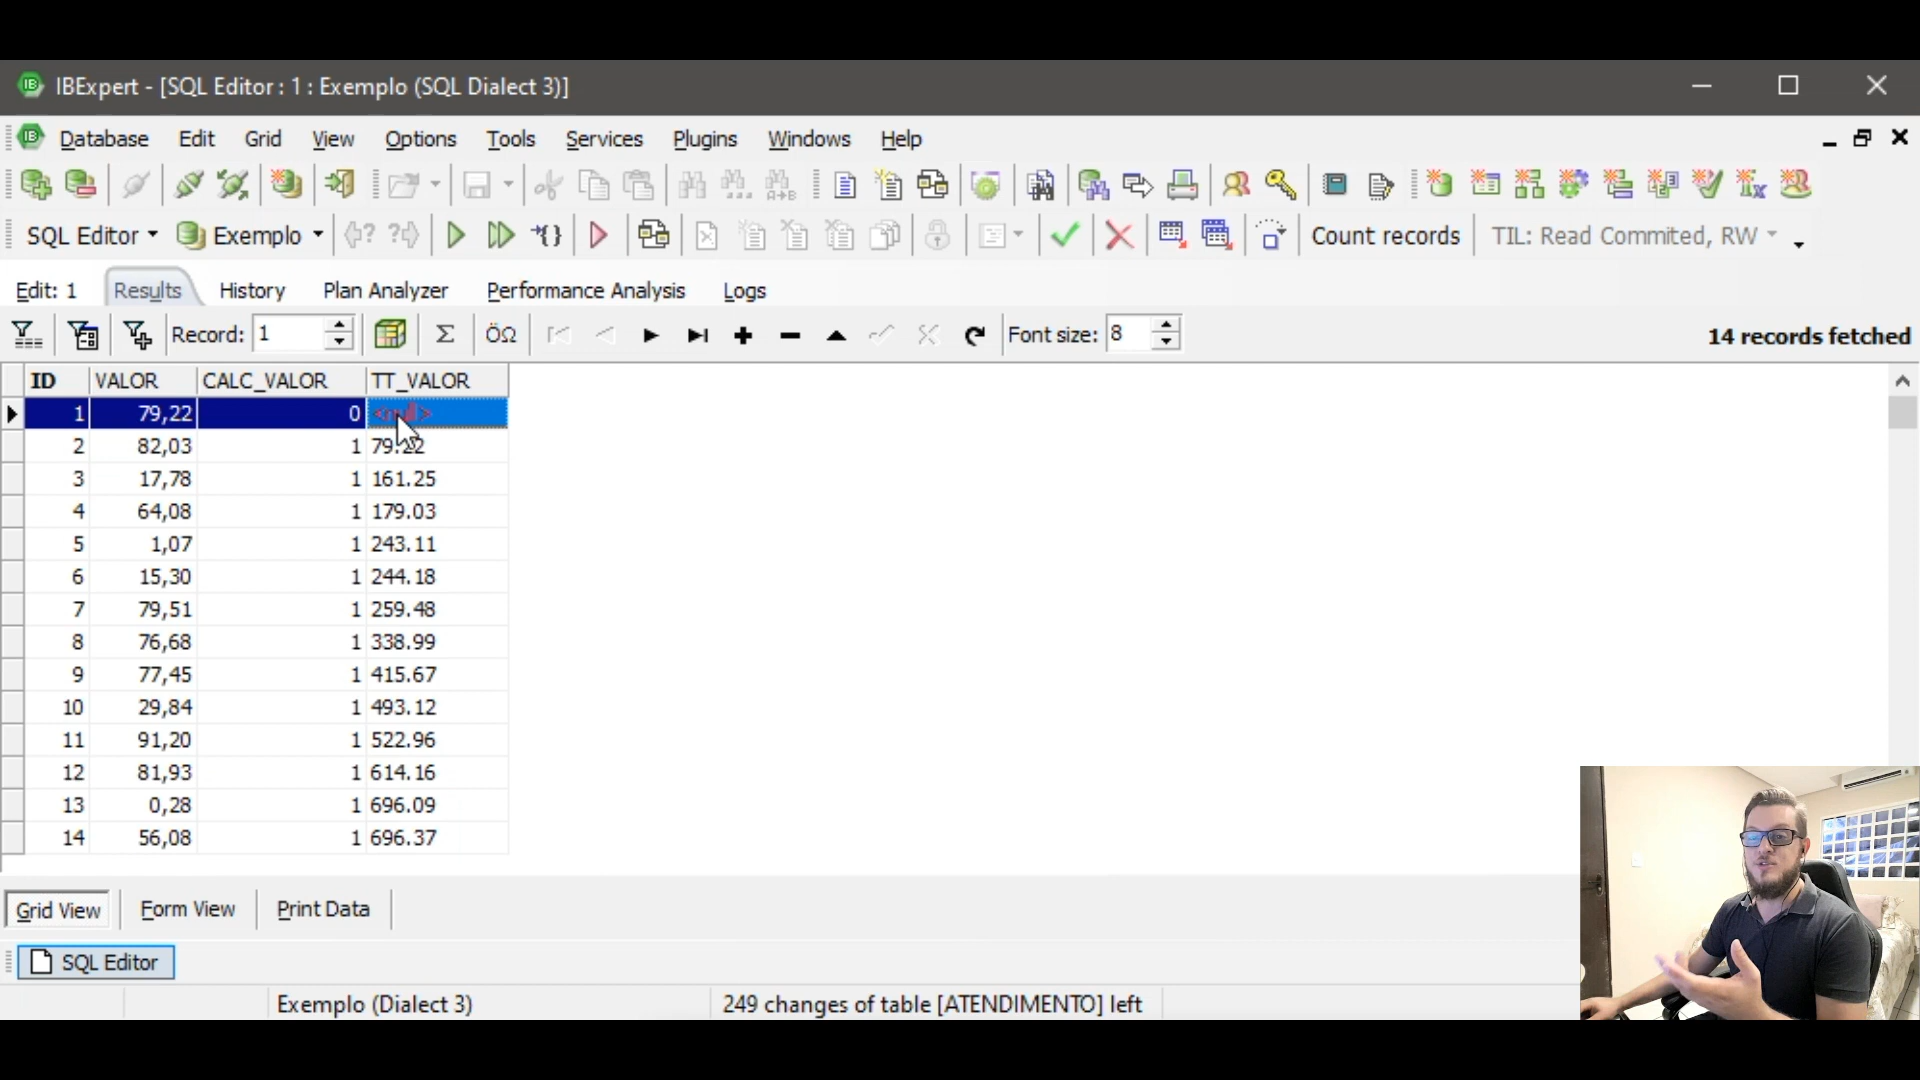 IBExpert - [SQL Editor : 1 : Exemplo (SQL Dialect 3)]
Database Edit Grid View Options Tools Services Plugins Windows Help
SQL Editor Exemplo Count records TIL: Read Commited, RW
Edit: 1 Results History Plan Analyzer Performance Analysis Logs
Record: 1 Σ ÖΩ Font size: 8 14 records fetched
ID VALOR CALC_VALOR TT_VALOR
1 79,22 0 <null>
2 82,03 1 79.22
3 17,78 1 161.25
4 64,08 1 179.03
5 1,07 1 243.11
6 15,30 1 244.18
7 79,51 1 259.48
8 76,68 1 338.99
9 77,45 1 415.67
10 29,84 1 493.12
11 91,20 1 522.96
12 81,93 1 614.16
13 0,28 1 696.09
14 56,08 1 696.37
Grid View Form View Print Data
SQL Editor
Exemplo (Dialect 3) 249 changes of table [ATENDIMENTO] left